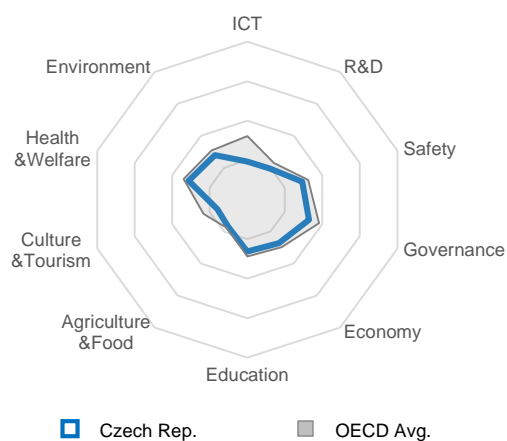 ICT
Environment
R&D
Health
&Welfare
Safety
Culture
&Tourism
Governance
Agriculture
&Food
Economy
Education
Czech Rep.
OECD Avg.